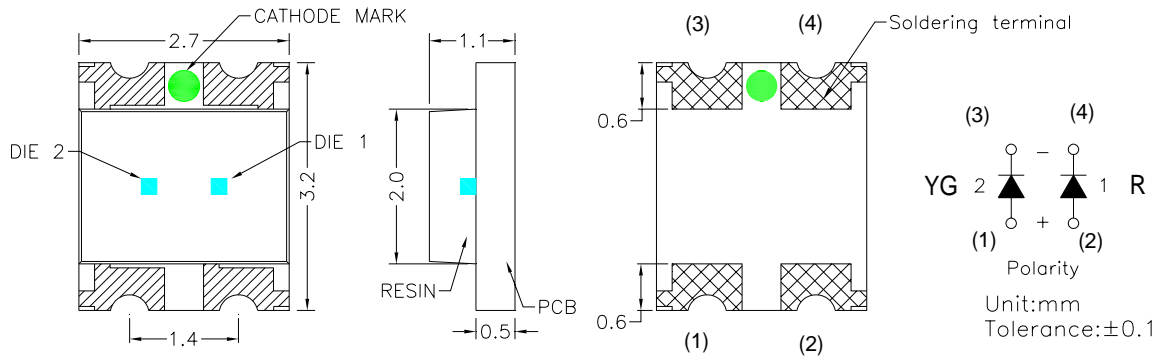 CATHODE MARK
2.7
1.1
(3)
(4)
Soldering terminal
DIE 2
DIE 1
3.2
2.0
0.6
(3)
(4)
−
YG 2
1 R
+
(1)
(2)
RESIN
PCB
0.6
Polarity
1.4
0.5
(1)
(2)
Unit:mm
Tolerance:±0.1